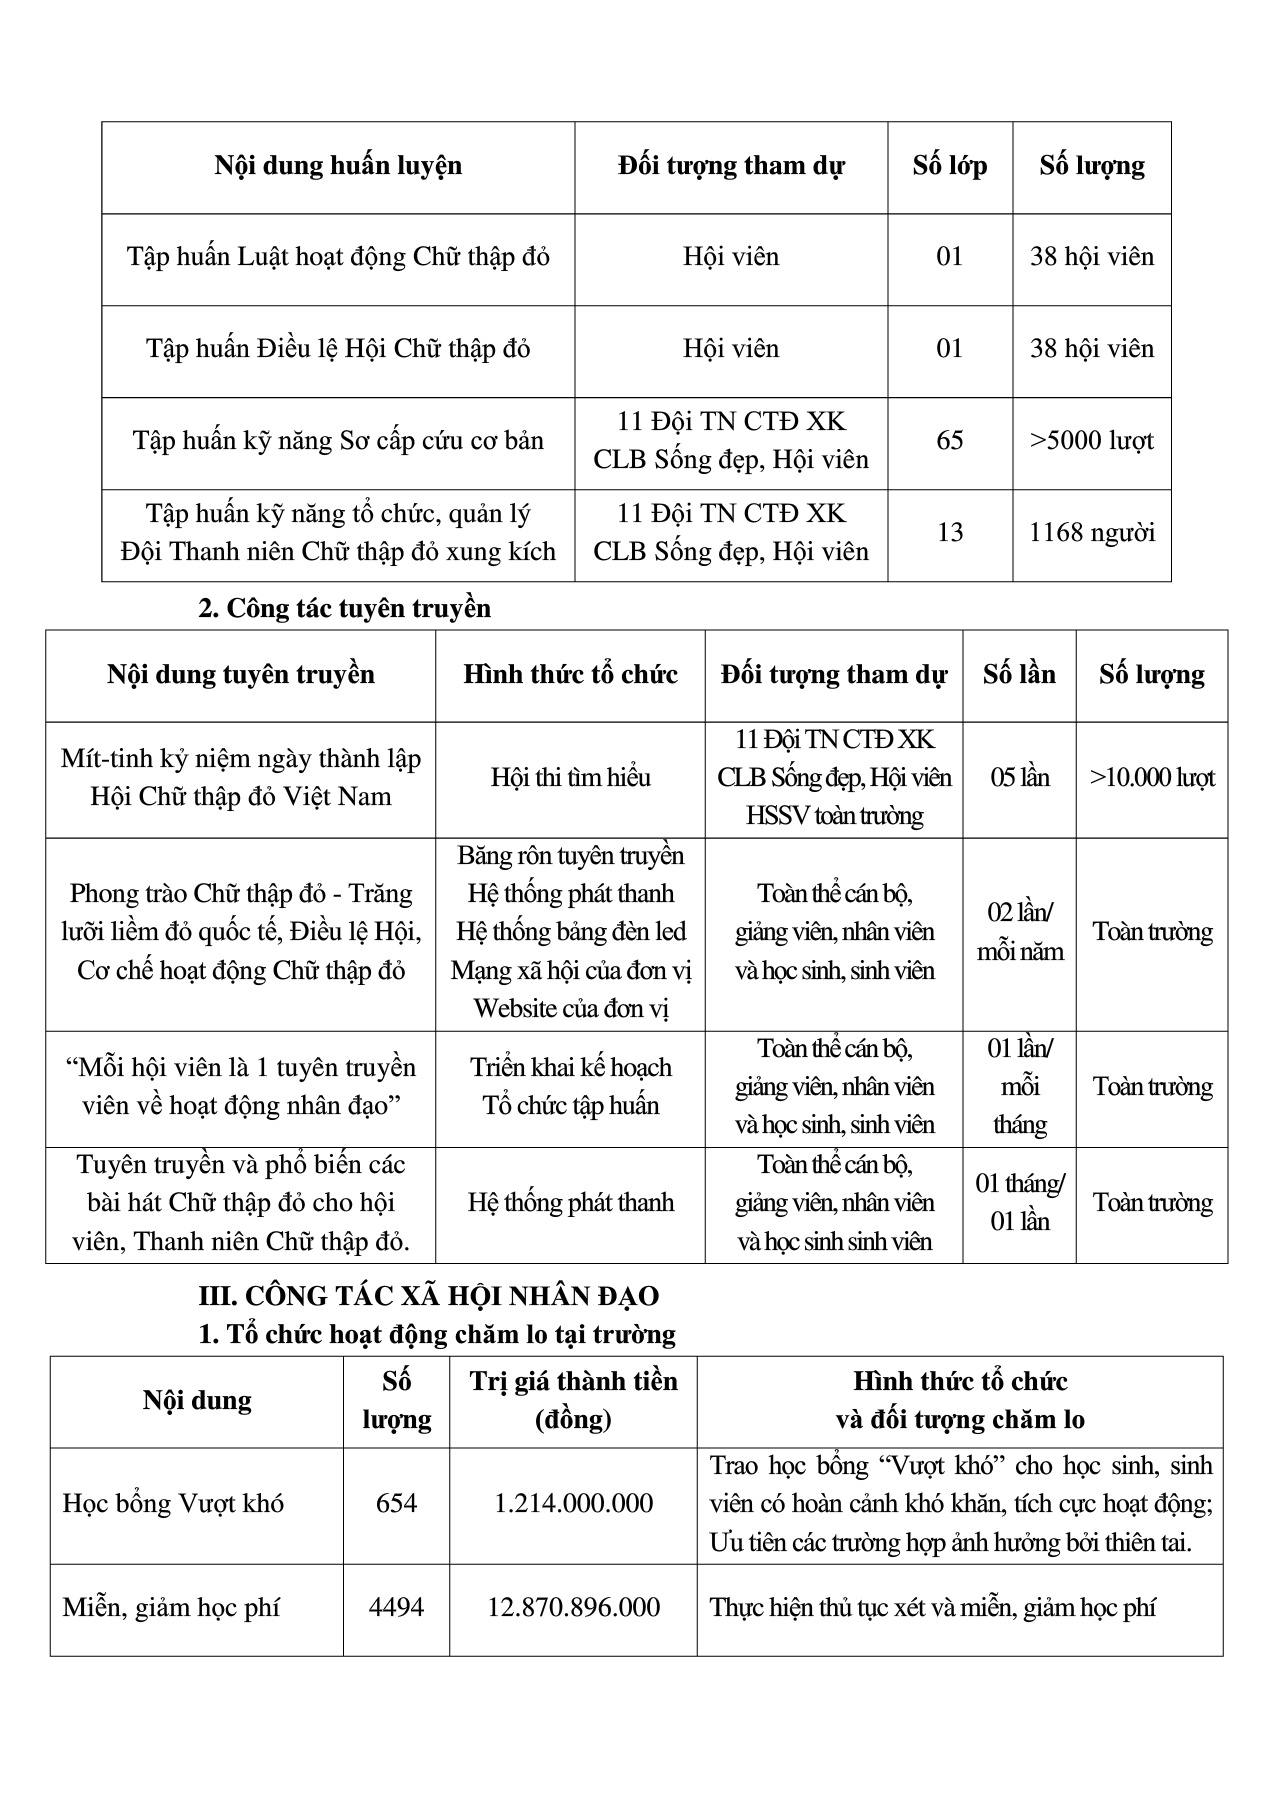 Nội dung huấn luyện
Đối tượng tham dự
Số lớp
Số lượng
Tập huấn Luật hoạt động Chữ thập đỏ
Hội viên
01
38 hội viên
Tập huấn Điều lệ Hội Chữ thập đỏ
Hội viên
01
38 hội viên
Tập huấn kỹ năng Sơ cấp cứu cơ bản
11 Đội TN CTĐ XK
CLB Sống đẹp, Hội viên
65
>5000 lượt
Tập huấn kỹ năng tổ chức, quản lý
Đội Thanh niên Chữ thập đỏ xung kích
11 Đội TN CTĐ XK
CLB Sống đẹp, Hội viên
13
1168 người
2. Công tác tuyên truyền
Nội dung tuyên truyền
Hình thức tổ chức
Đối tượng tham dự
Số lần
Số lượng
Mít-tinh kỷ niệm ngày thành lập
Hội Chữ thập đỏ Việt Nam
Hội thi tìm hiểu
11 Đội TN CTĐ XK
CLB Sống đẹp, Hội viên
HSSV toàn trường
05 lần
>10.000 lượt
Phong trào Chữ thập đỏ - Trăng
lưỡi liềm đỏ quốc tế, Điều lệ Hội,
Cơ chế hoạt động Chữ thập đỏ
Băng rôn tuyên truyền
Hệ thống phát thanh
Hệ thống bảng đèn led
Mạng xã hội của đơn vị
Website của đơn vị
Toàn thể cán bộ,
giảng viên, nhân viên
và học sinh, sinh viên
02 lần/
mỗi năm
Toàn trường
“Mỗi hội viên là 1 tuyên truyền
viên về hoạt động nhân đạo”
Triển khai kế hoạch
Tổ chức tập huấn
Toàn thể cán bộ,
giảng viên, nhân viên
và học sinh, sinh viên
01 lần/
mỗi
tháng
Toàn trường
Tuyên truyền và phổ biến các
bài hát Chữ thập đỏ cho hội
viên, Thanh niên Chữ thập đỏ.
Hệ thống phát thanh
Toàn thể cán bộ,
giảng viên, nhân viên
và học sinh sinh viên
01 tháng/
01 lần
Toàn trường
III. CÔNG TÁC XÃ HỘI NHÂN ĐẠO
1. Tổ chức hoạt động chăm lo tại trường
Nội dung
Số
lượng
Trị giá thành tiền
(đồng)
Hình thức tổ chức
và đối tượng chăm lo
Học bổng Vượt khó
654
1.214.000.000
Trao học bổng “Vượt khó” cho học sinh, sinh
viên có hoàn cảnh khó khăn, tích cực hoạt động;
Ưu tiên các trường hợp ảnh hưởng bởi thiên tai.
Miễn, giảm học phí
4494
12.870.896.000
Thực hiện thủ tục xét và miễn, giảm học phí